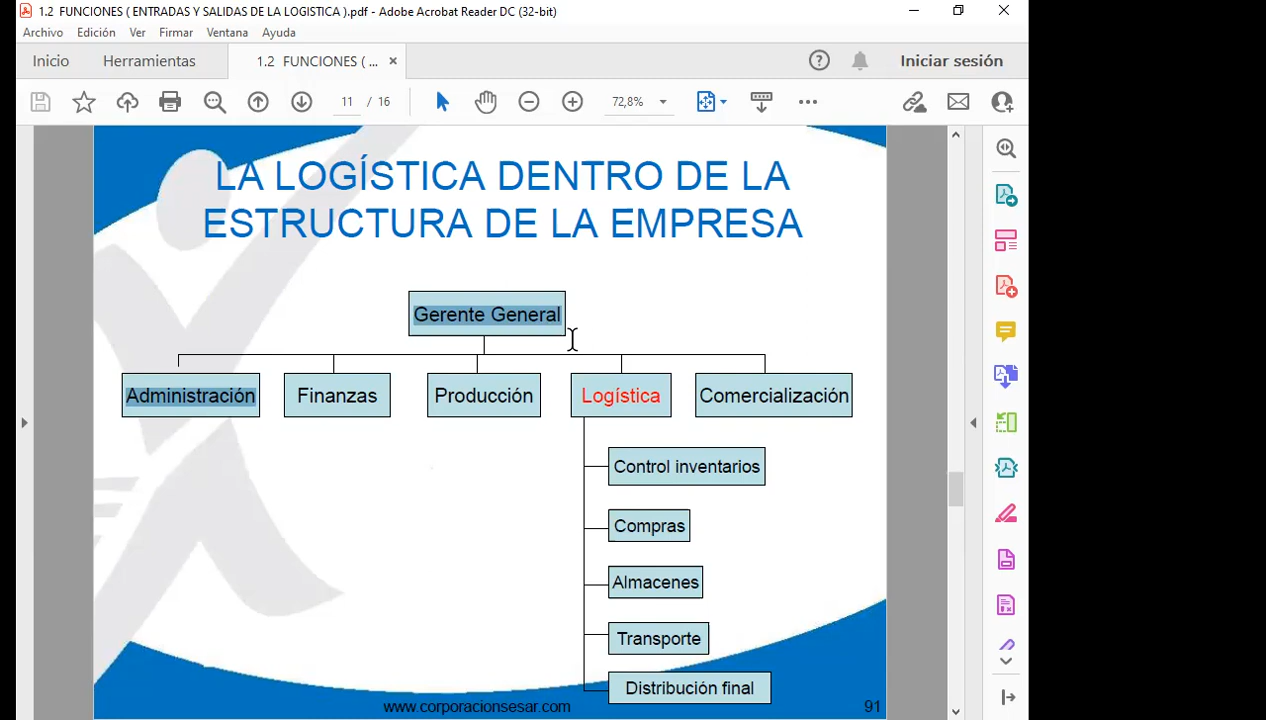 1.2 FUNCIONES ( ENTRADAS Y SALIDAS DE LA LOGISTICA ).pdf - Adobe Acrobat Reader DC (32-bit)
Archivo Edición Ver Firmar Ventana Ayuda
Inicio Herramientas 1.2 FUNCIONES ( ... × Iniciar sesión
11 / 16 72,8%
LA LOGÍSTICA DENTRO DE LA
ESTRUCTURA DE LA EMPRESA
Gerente General
Administración Finanzas Producción Logística Comercialización
Control inventarios
Compras
Almacenes
Transporte
Distribución final
www.corporacionsesar.com 91